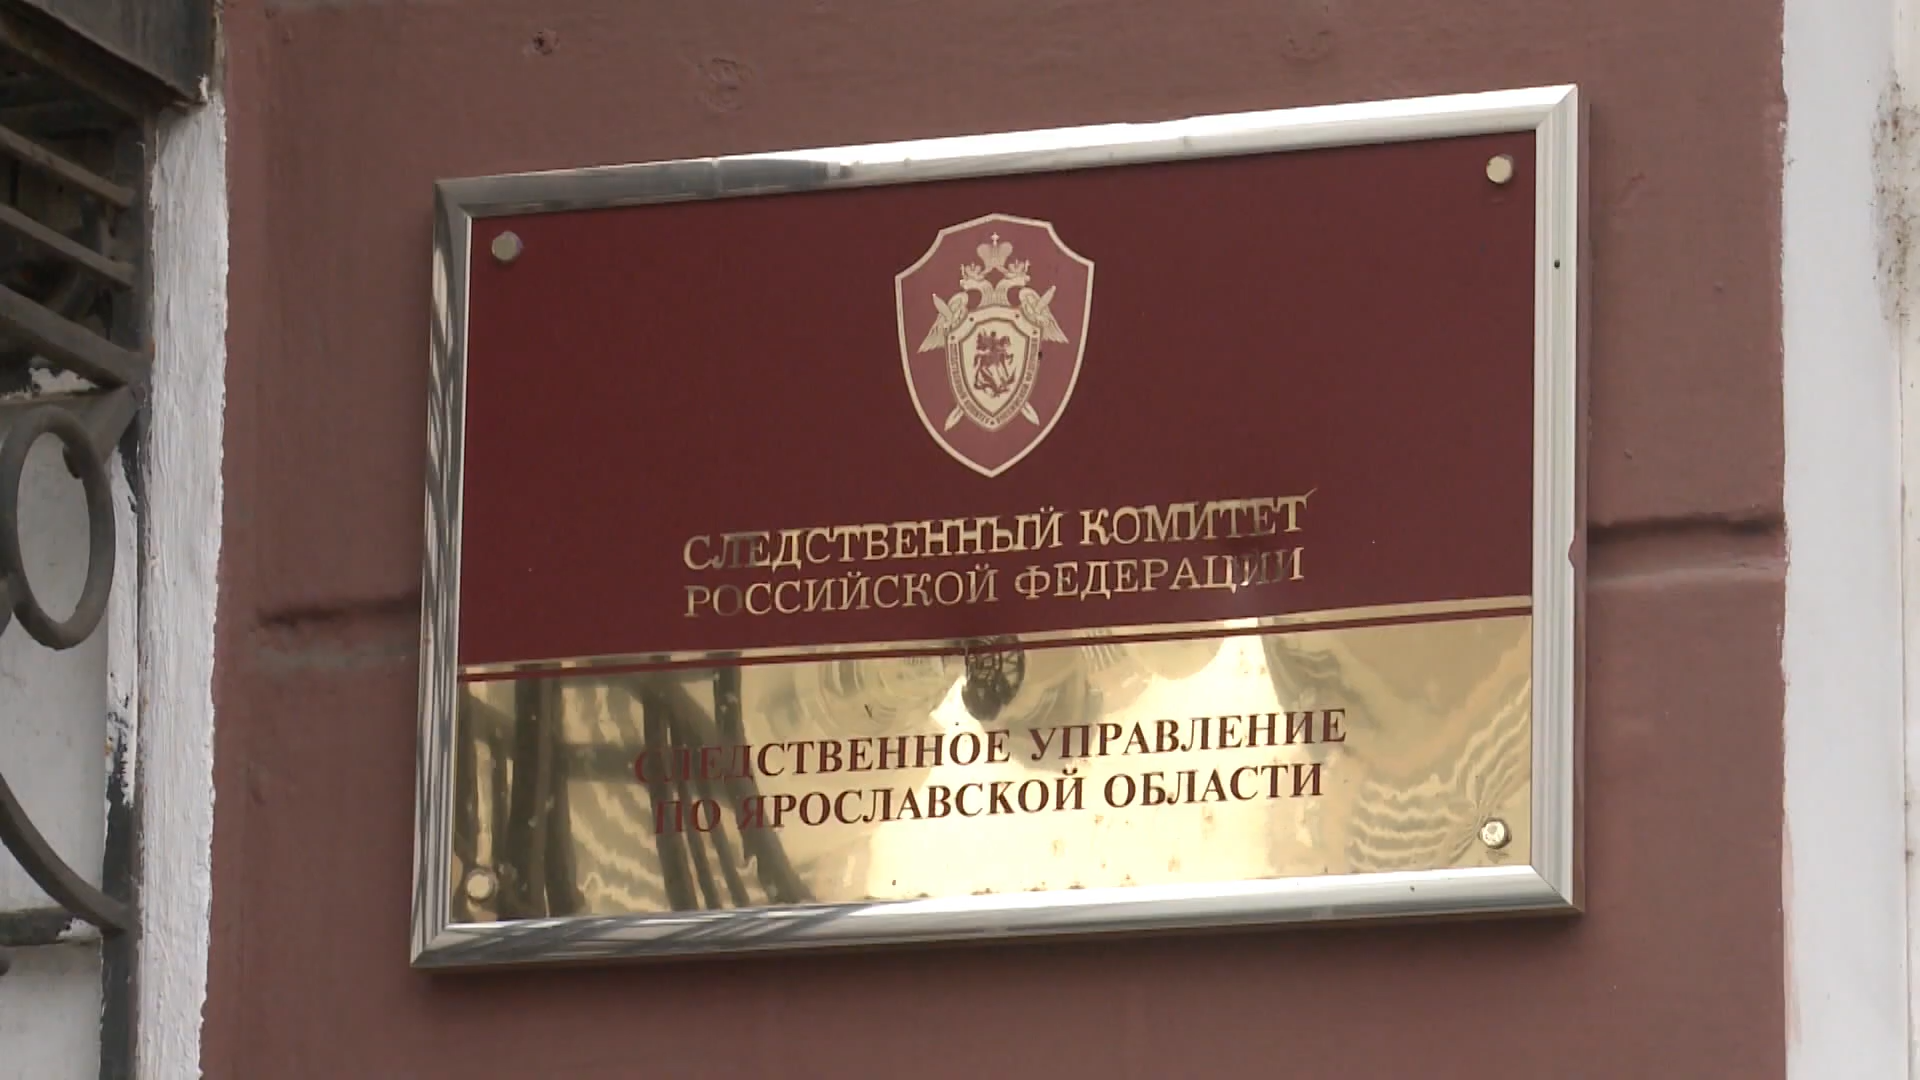 СЛЕДСТВЕННЫЙ КОМИТЕТ
РОССИЙСКОЙ ФЕДЕРАЦИИ
СЛЕДСТВЕННОЕ УПРАВЛЕНИЕ
ПО ЯРОСЛАВСКОЙ ОБЛАСТИ